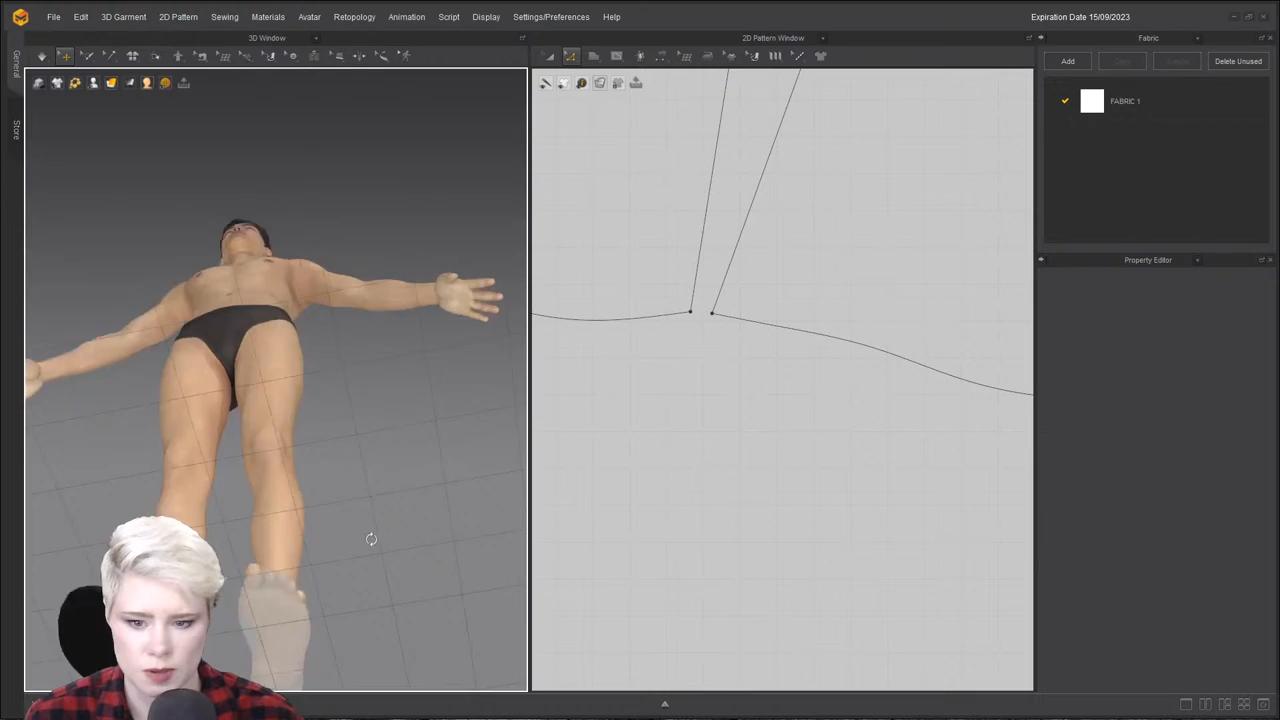 File Edit 3D Garment 2D Pattern Sewing Materials Avatar Retopology Animation Script Display Settings/Preferences Help Expiration Date 15/09/2023
3D Window 2D Pattern Window Fabric
General
Store
Add Delete Unused
FABRIC 1
Property Editor